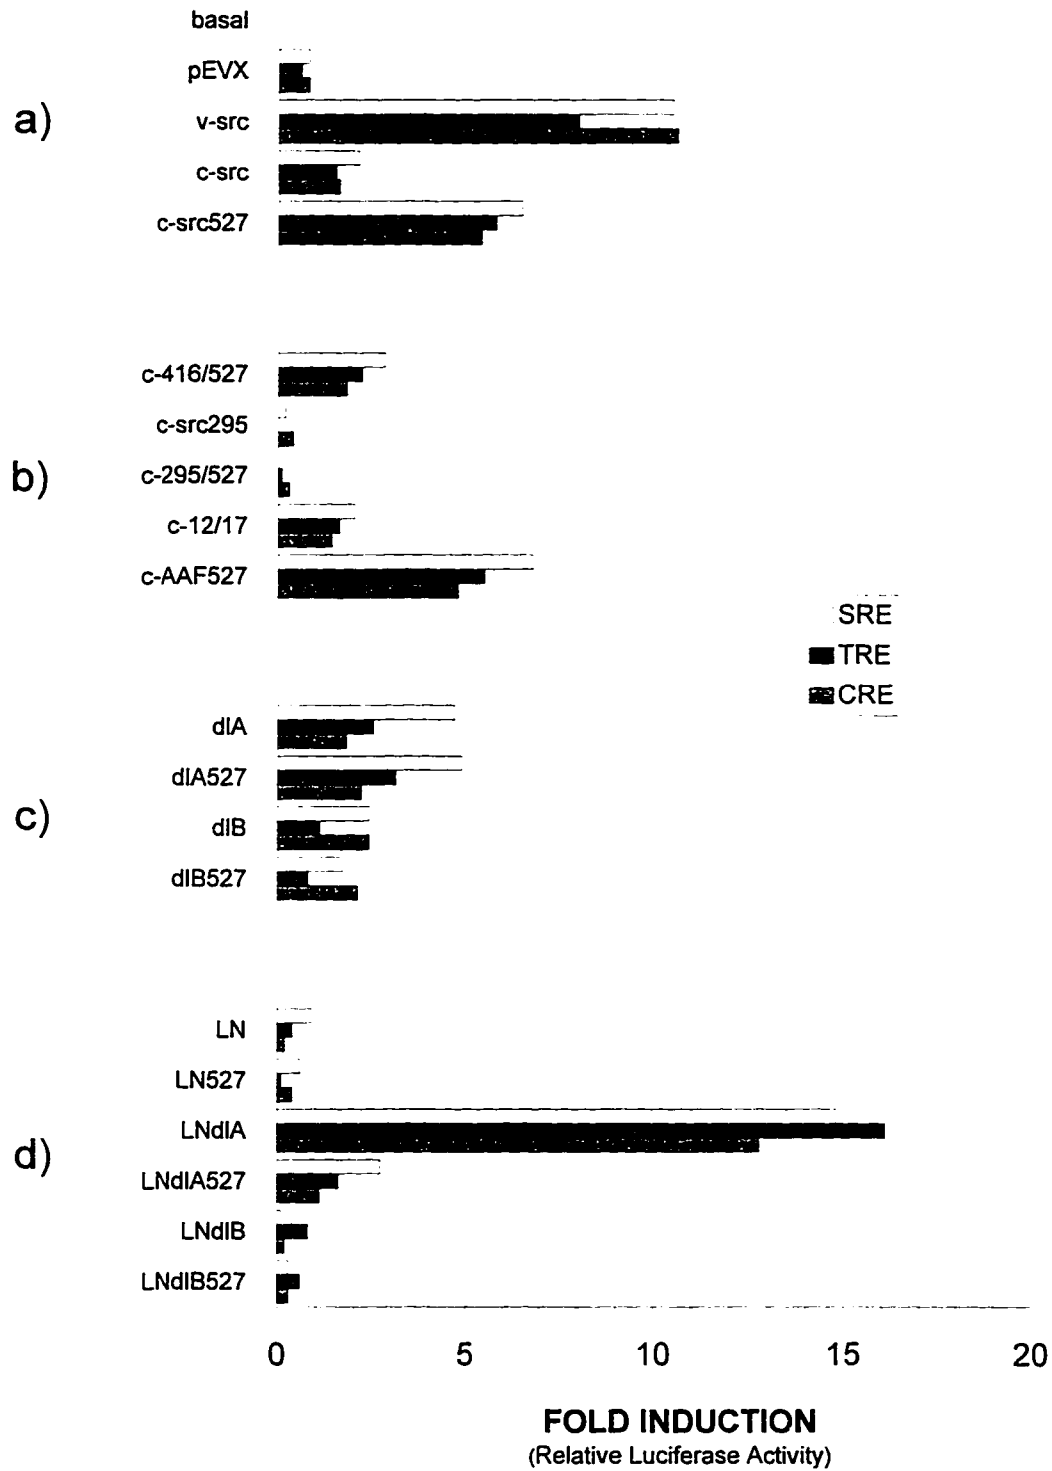 basal
pEVX
a)
v-src
c-src
c-src527
c-416/527
c-src295
b)
c-295/527
c-12/17
c-AAF527
SRE
TRE
CRE
dlA
dlA527
c)
dlB
dlB527
LN
LN527
LNdlA
d)
LNdlA527
LNdlB
LNdlB527
0 5 10 15 20
FOLD INDUCTION
(Relative Luciferase Activity)